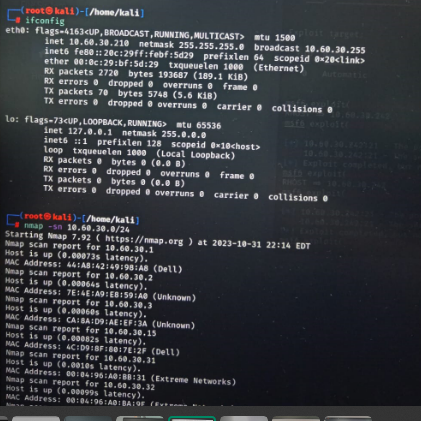 (root㉿kali)-[/home/kali]
# ifconfig
eth0: flags=4163<UP,BROADCAST,RUNNING,MULTICAST> mtu 1500
inet 10.60.30.210 netmask 255.255.255.0 broadcast 10.60.30.255
inet6 fe80::20c:29ff:febf:5d29 prefixlen 64 scopeid 0×20<link>
ether 00:0c:29:bf:5d:29 txqueuelen 1000 (Ethernet)
RX packets 2720 bytes 193687 (189.1 KiB)
RX errors 0 dropped 0 overruns 0 frame 0
TX packets 70 bytes 5748 (5.6 KiB)
TX errors 0 dropped 0 overruns 0 carrier 0 collisions 0
lo: flags=73<UP,LOOPBACK,RUNNING> mtu 65536
inet 127.0.0.1 netmask 255.0.0.0
inet6 ::1 prefixlen 128 scopeid 0×10<host>
loop txqueuelen 1000 (Local Loopback)
RX packets 0 bytes 0 (0.0 B)
RX errors 0 dropped 0 overruns 0 frame 0
TX packets 0 bytes 0 (0.0 B)
TX errors 0 dropped 0 overruns 0 carrier 0 collisions 0
(root㉿kali)-[/home/kali]
# nmap -sn 10.60.30.0/24
Starting Nmap 7.92 ( https://nmap.org ) at 2023-10-31 22:14 EDT
Nmap scan report for 10.60.30.1
Host is up (0.00073s latency).
MAC Address: 44:A8:42:49:98:A8 (Dell)
Nmap scan report for 10.60.30.2
Host is up (0.00064s latency).
MAC Address: 7E:4E:A9:E8:59:A0 (Unknown)
Nmap scan report for 10.60.30.3
Host is up (0.00060s latency).
MAC Address: CA:8A:D9:AE:EF:3A (Unknown)
Nmap scan report for 10.60.30.15
Host is up (0.00082s latency).
MAC Address: 4C:D9:8F:80:7E:2F (Dell)
Nmap scan report for 10.60.30.31
Host is up (0.0010s latency).
MAC Address: 00:04:96:A0:BB:31 (Extreme Networks)
Nmap scan report for 10.60.30.32
Host is up (0.00099s latency).
MAC Address: 00:04:96:A0:BA:9E (Extreme Networks)